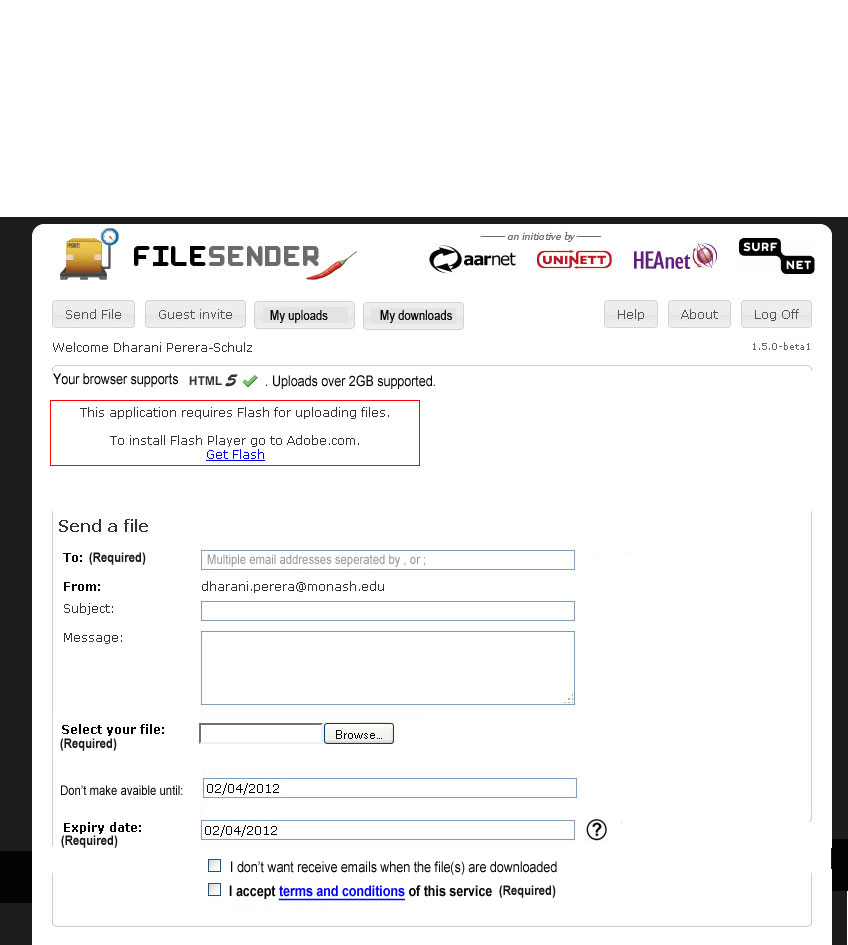 FILESENDER
an initiative by
aarnet UNINETT HEAnet SURF NET
Send File Guest invite My uploads My downloads Help About Log Off
Welcome Dharani Perera-Schulz 1.5.0-beta1
Your browser supports HTML 5 . Uploads over 2GB supported.
This application requires Flash for uploading files.
To install Flash Player go to Adobe.com.
Get Flash
Send a file
To: (Required) Multiple email addresses seperated by , or ;
From: dharani.perera@monash.edu
Subject:
Message:
Select your file: Browse...
(Required)
Don't make avaible until: 02/04/2012
Expiry date: 02/04/2012 ?
(Required)
I don't want receive emails when the file(s) are downloaded
I accept terms and conditions of this service (Required)